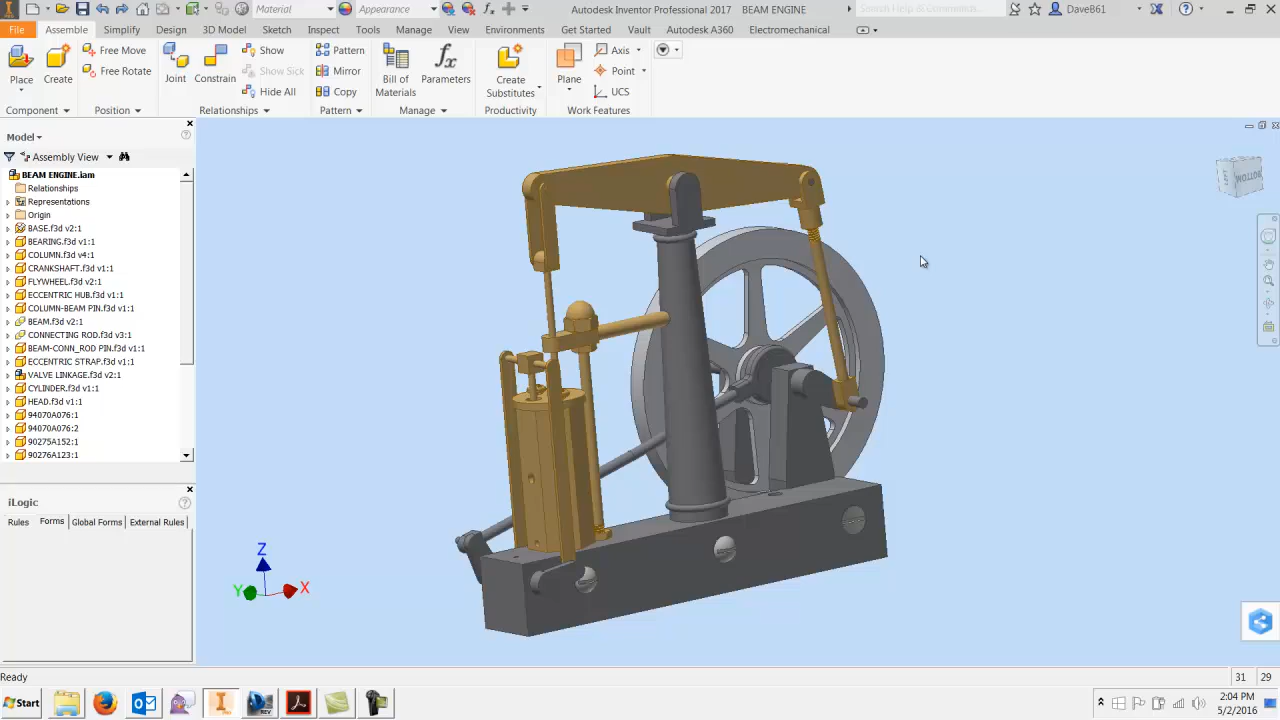 Material
Appearance
Autodesk Inventor Professional 2017 BEAM ENGINE
Search Help & Commands...
DaveB61
File
Assemble
Simplify
Design
3D Model
Sketch
Inspect
Tools
Manage
View
Environments
Get Started
Vault
Autodesk A360
Electromechanical
Place
Create
Free Move
Free Rotate
Joint
Constrain
Show
Show Sick
Hide All
Pattern
Mirror
Copy
Bill of
Materials
Parameters
Create
Substitutes
Plane
Axis
Point
UCS
Component
Position
Relationships
Pattern
Manage
Productivity
Work Features
Model
Assembly View
BEAM ENGINE.iam
Relationships
Representations
Origin
BASE.f3d v2:1
BEARING.f3d v1:1
COLUMN.f3d v4:1
CRANKSHAFT.f3d v1:1
FLYWHEEL.f3d v2:1
ECCENTRIC HUB.f3d v1:1
COLUMN-BEAM PIN.f3d v1:1
BEAM.f3d v2:1
CONNECTING ROD.f3d v3:1
BEAM-CONN_ROD PIN.f3d v1:1
ECCENTRIC STRAP.f3d v1:1
VALVE LINKAGE.f3d v2:1
CYLINDER.f3d v1:1
HEAD.f3d v1:1
94070A076:1
94070A076:2
90275A152:1
90276A123:1
iLogic
Rules
Forms
Global Forms
External Rules
Z
Y
X
BOTTOM
Ready
31
29
Start
2:04 PM
5/2/2016